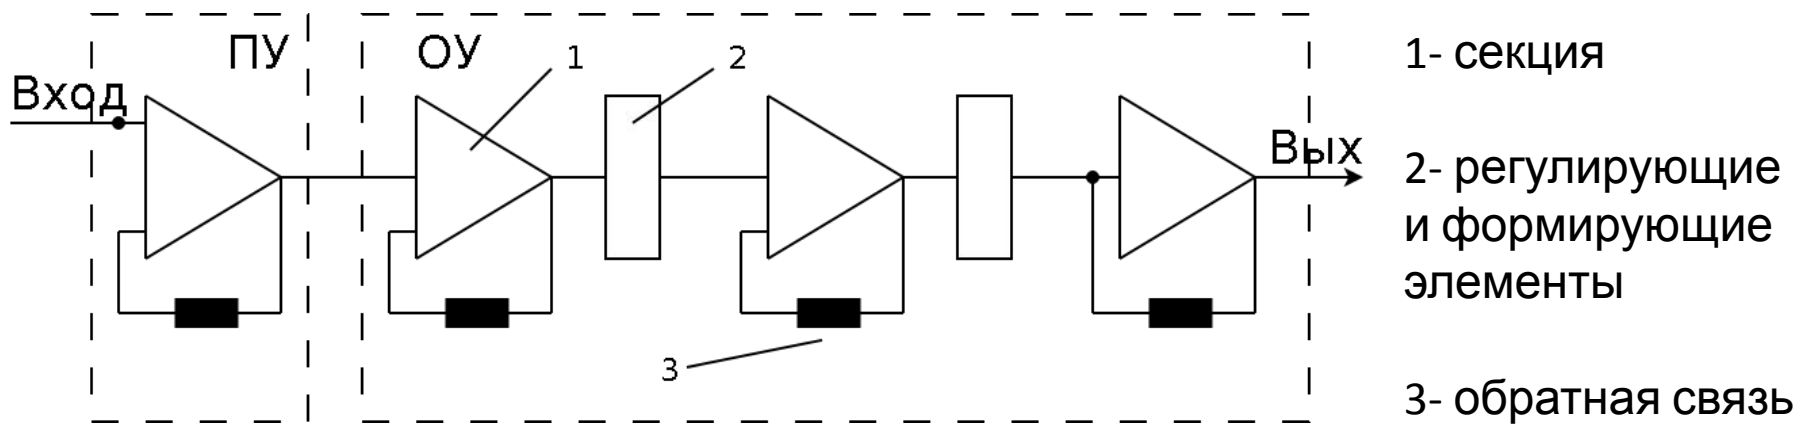 ПУ
ОУ
1
2
Вход
Вых
3
1- секция
2- регулирующие
и формирующие
элементы
3- обратная связь